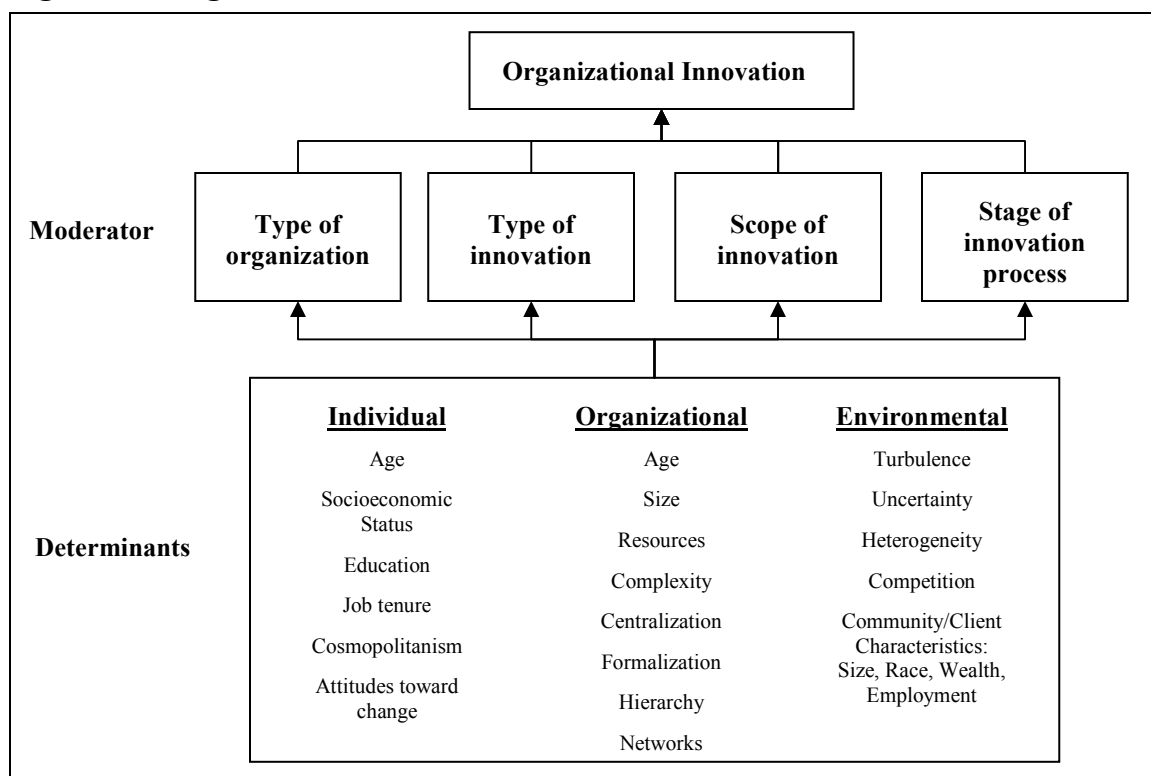 Organizational Innovation
Moderator
Type of
organization
Type of
innovation
Scope of
innovation
Stage of
innovation
process
Determinants
Individual
Age
Socioeconomic
Status
Education
Job tenure
Cosmopolitanism
Attitudes toward
change
Organizational
Age
Size
Resources
Complexity
Centralization
Formalization
Hierarchy
Networks
Environmental
Turbulence
Uncertainty
Heterogeneity
Competition
Community/Client
Characteristics:
Size, Race, Wealth,
Employment